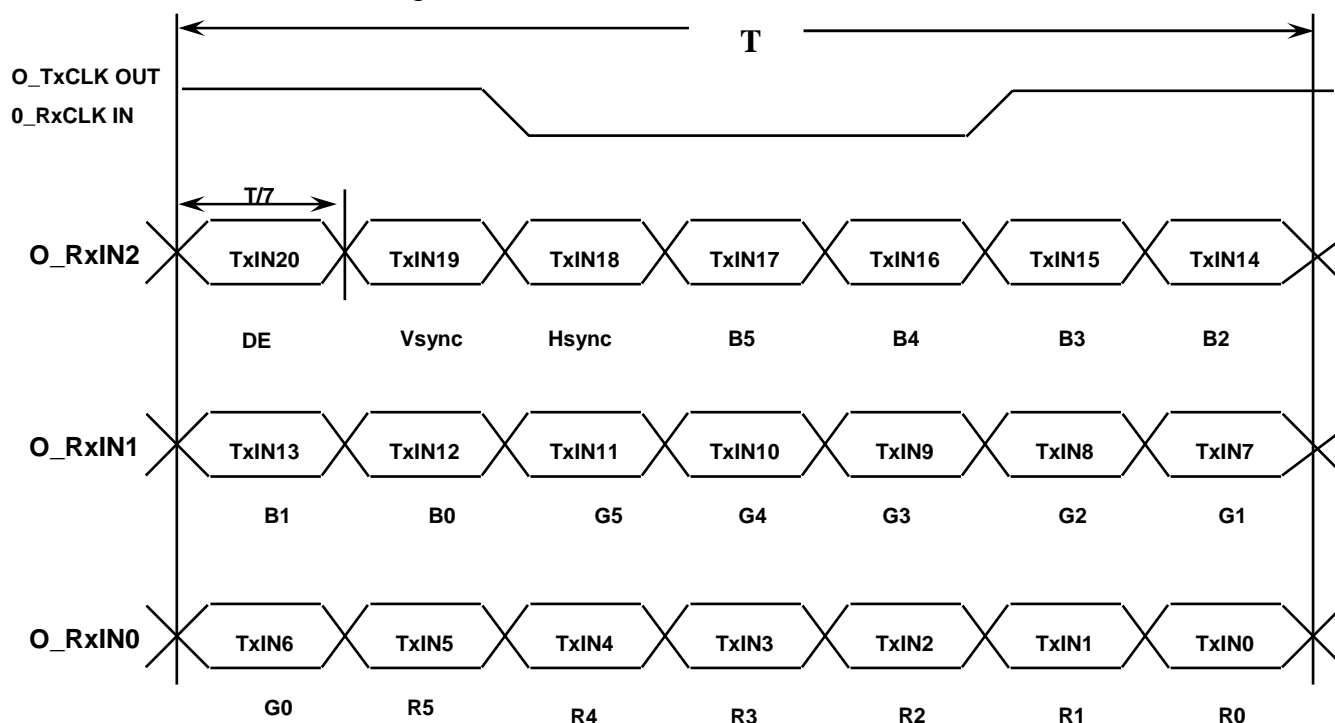 T
O_TxCLK OUT
0_RxCLK IN
T/7
O_RxIN2 TxIN20 TxIN19 TxIN18 TxIN17 TxIN16 TxIN15 TxIN14
DE Vsync Hsync B5 B4 B3 B2
O_RxIN1 TxIN13 TxIN12 TxIN11 TxIN10 TxIN9 TxIN8 TxIN7
B1 B0 G5 G4 G3 G2 G1
O_RxIN0 TxIN6 TxIN5 TxIN4 TxIN3 TxIN2 TxIN1 TxIN0
G0 R5 R4 R3 R2 R1 R0